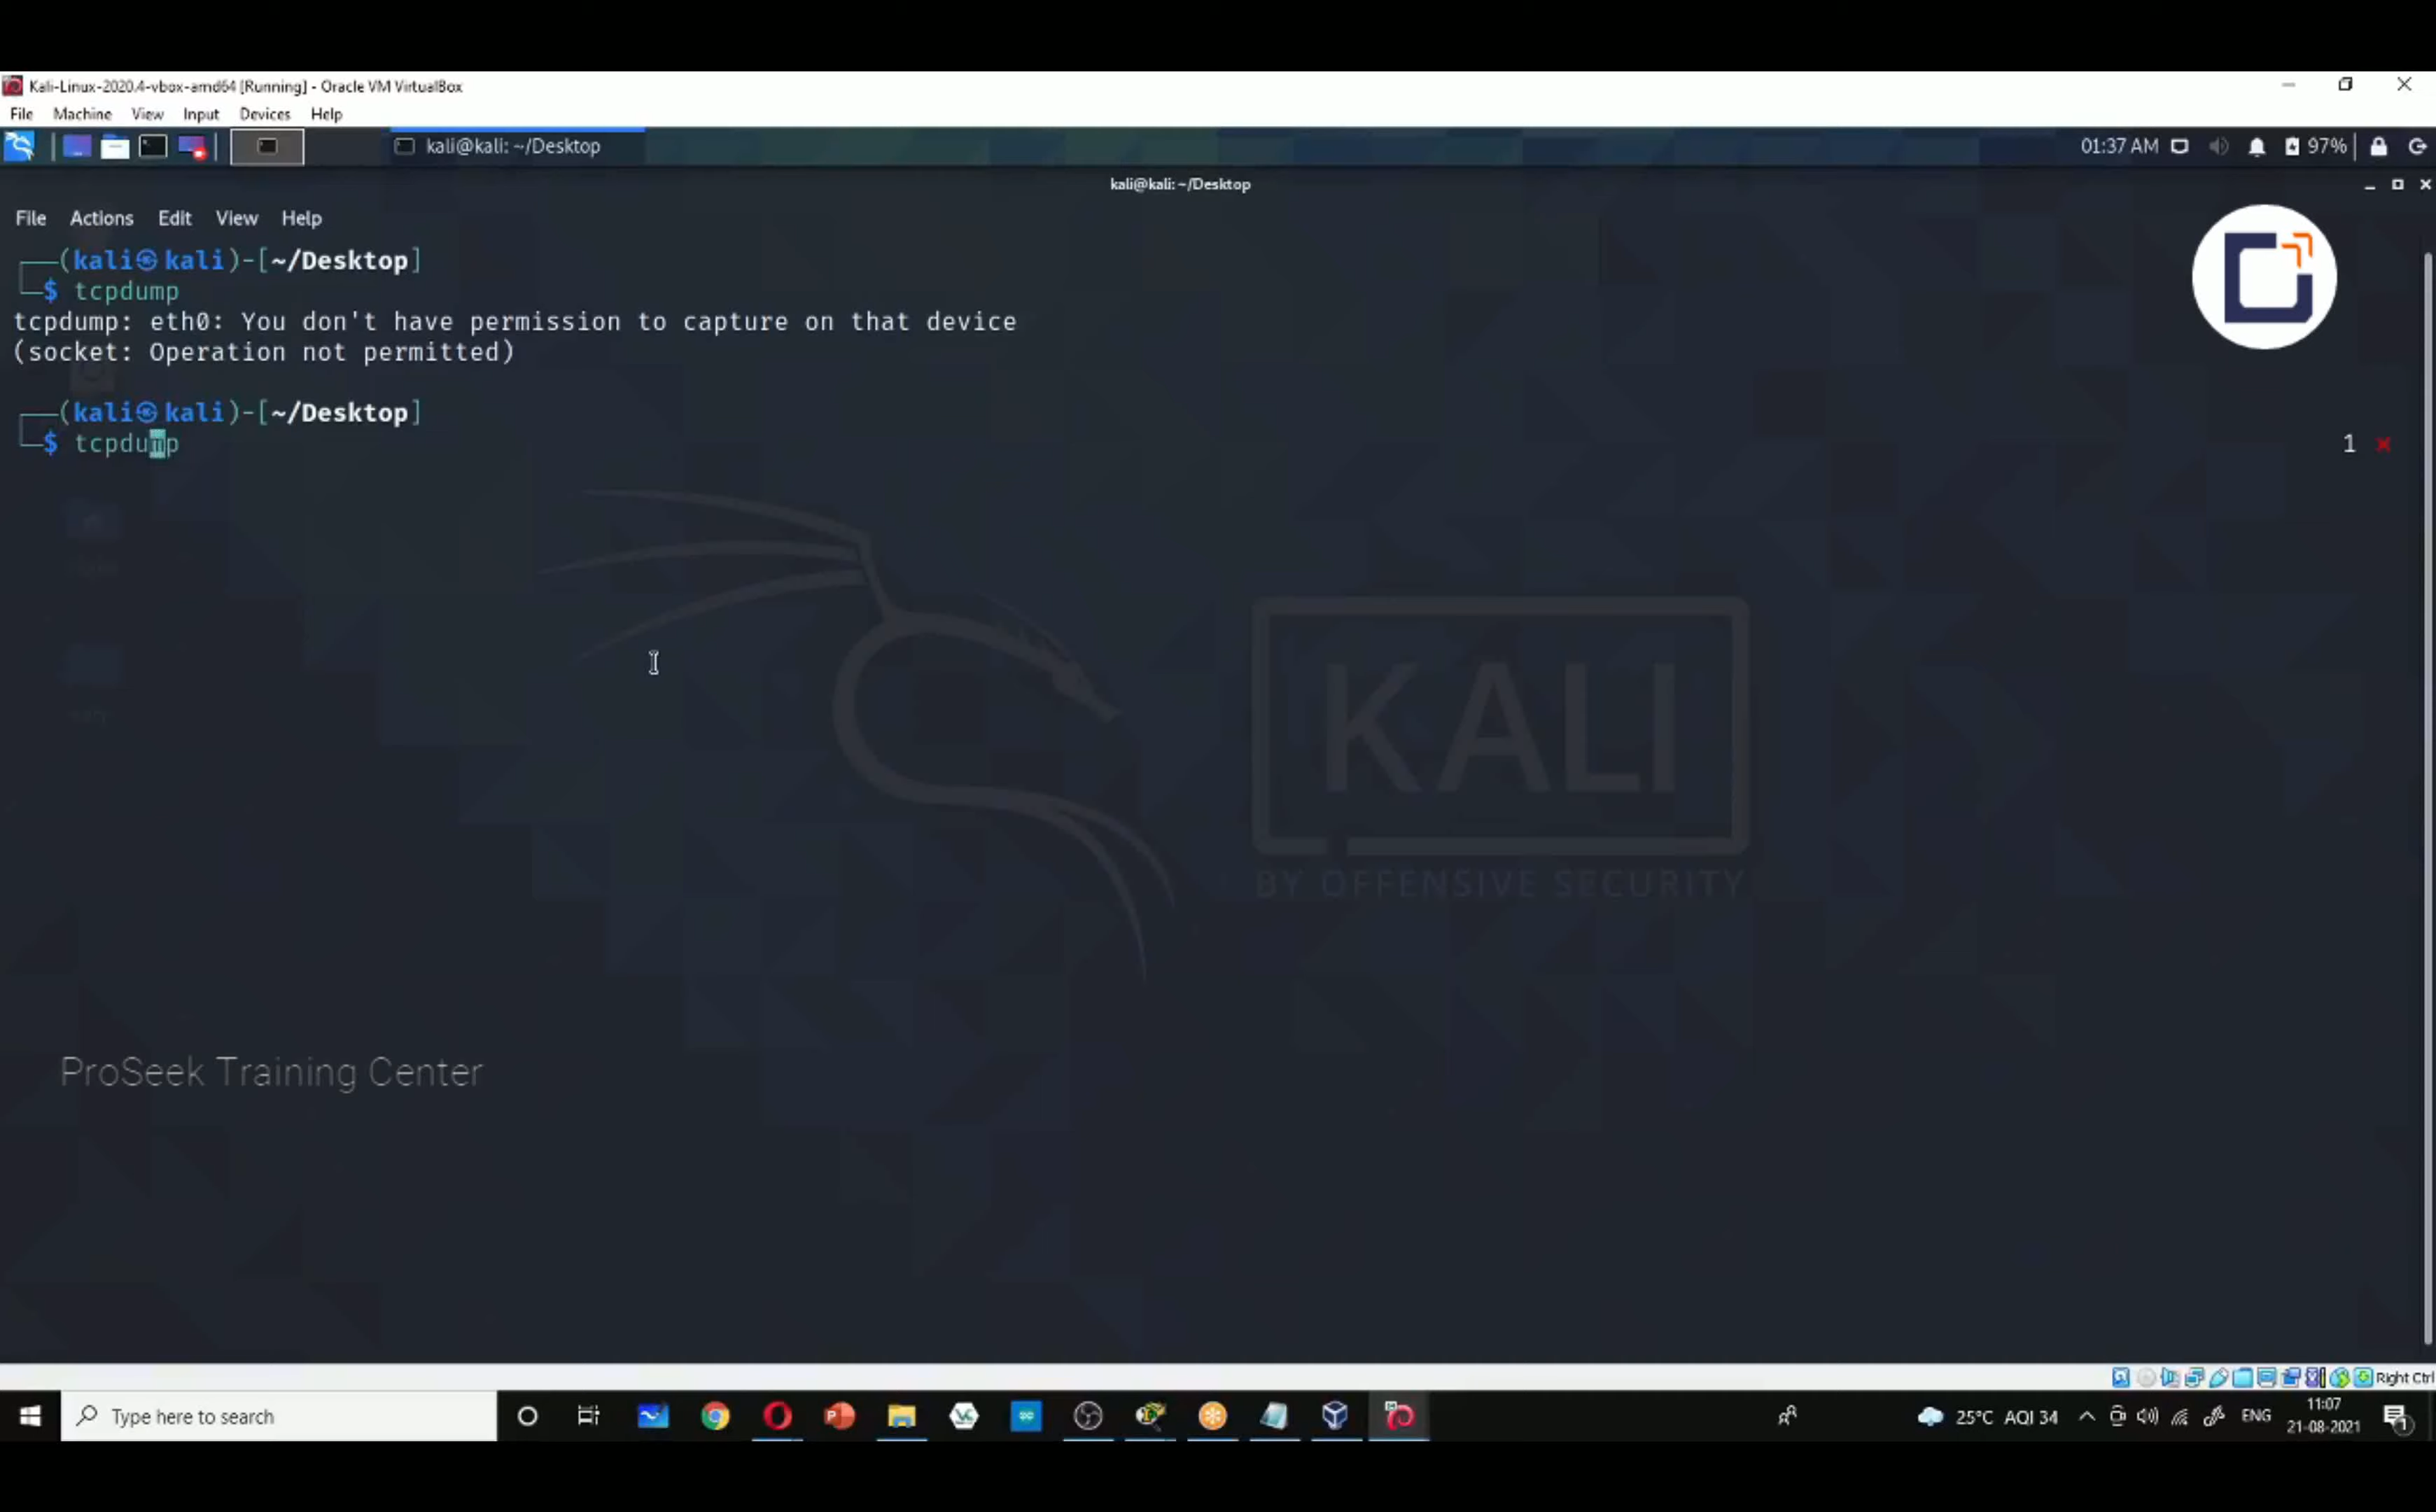 Kali-Linux-2020.4-vbox-amd64 [Running] - Oracle VM VirtualBox
File Machine View Input Devices Help
kali@kali: ~/Desktop
01:37 AM 97%
kali@kali: ~/Desktop
File Actions Edit View Help
(kali㉿kali)-[~/Desktop]
$ tcpdump
tcpdump: eth0: You don't have permission to capture on that device
(socket: Operation not permitted)
(kali㉿kali)-[~/Desktop]
$ tcpdump
1
KALI
BY OFFENSIVE SECURITY
ProSeek Training Center
Right Ctrl
Type here to search
25°C AQI 34
ENG
11:07
21-08-2021
1